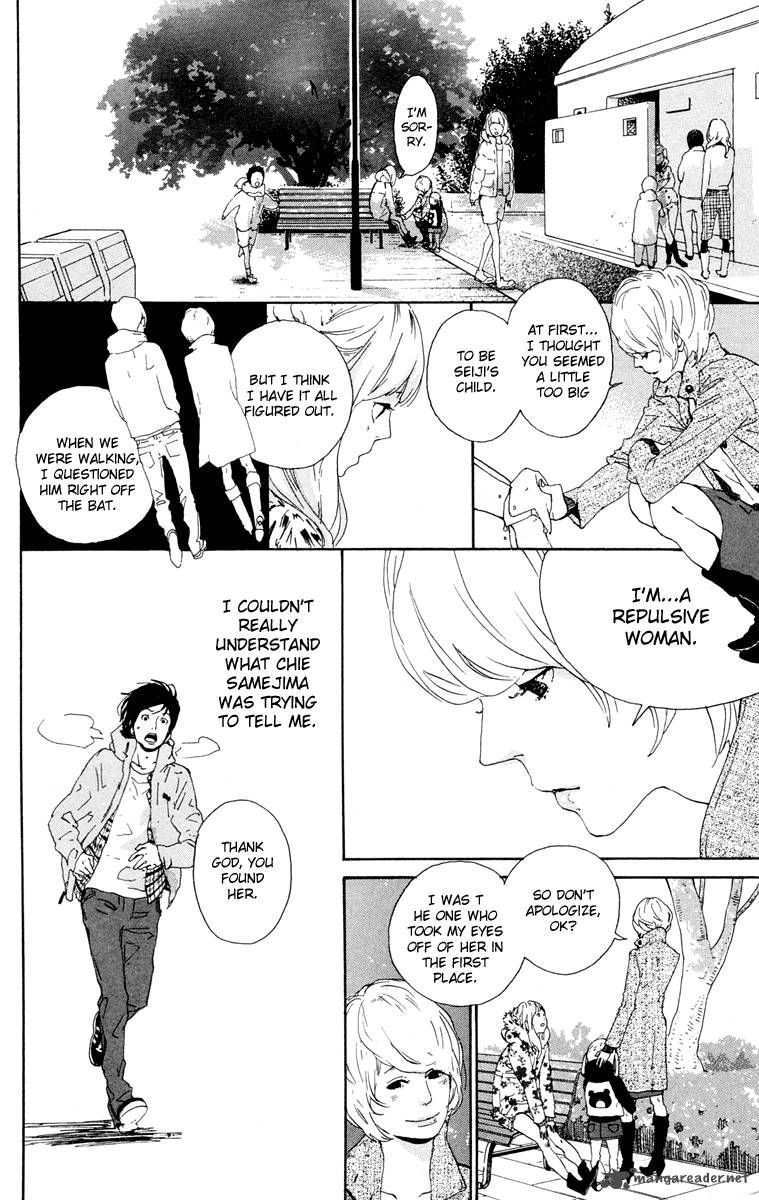 I'M
SOR-
RY.
AT FIRST...
I THOUGHT
YOU SEEMED
A LITTLE
TOO BIG
TO BE
SEIJI'S
CHILD.
BUT I THINK
I HAVE IT ALL
FIGURED OUT.
WHEN WE
WERE WALKING,
I QUESTIONED
HIM RIGHT OFF
THE BAT.
I'M...A
REPULSIVE
WOMAN.
I COULDN'T
REALLY
UNDERSTAND
WHAT CHIE
SAMEJIMA
WAS TRYING
TO TELL ME.
THANK
GOD, YOU
FOUND
HER.
SO DON'T
APOLOGIZE,
OK?
I WAS T
HE ONE WHO
TOOK MY EYES
OFF OF HER IN
THE FIRST
PLACE.
mangareader.net